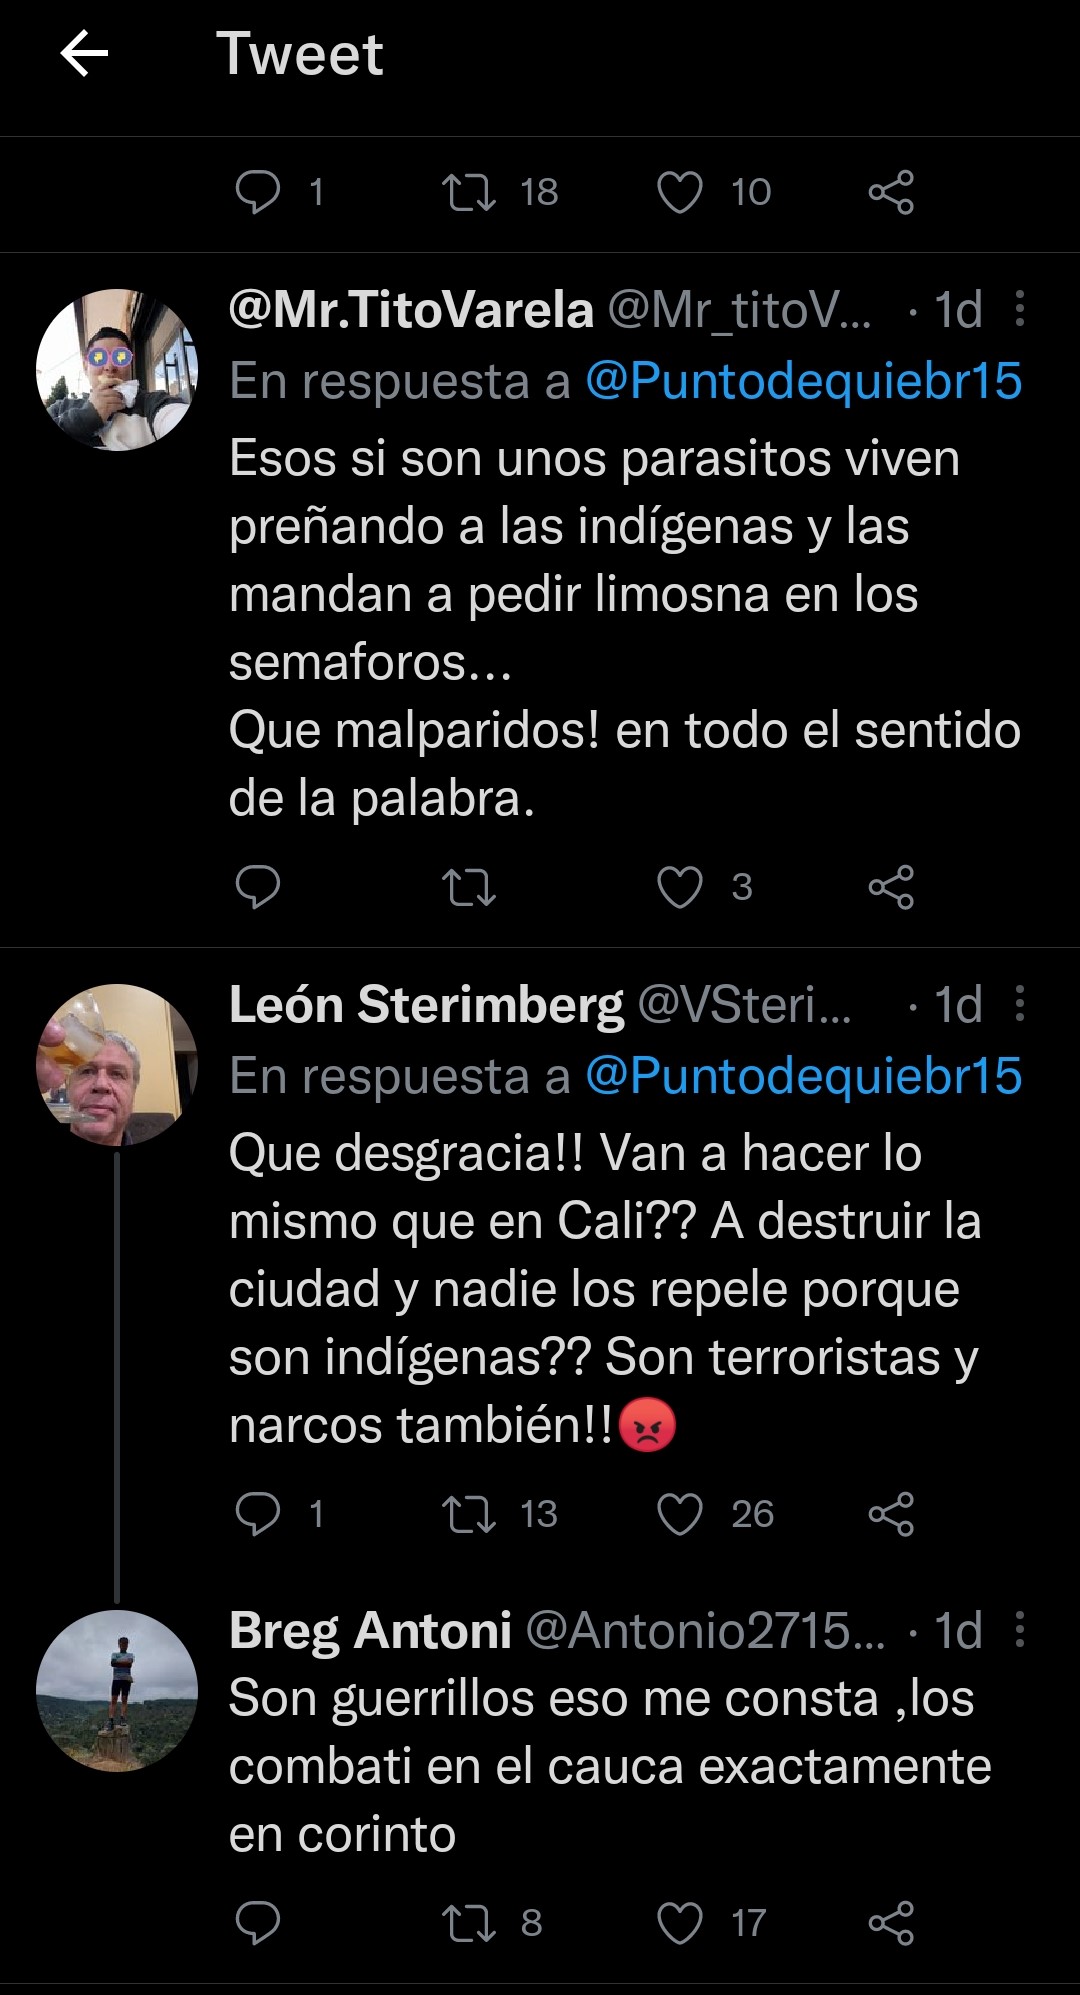 Tweet
1 18 10
@Mr.TitoVarela @Mr_titoV... · 1d
En respuesta a @Puntodequiebr15
Esos si son unos parasitos viven
preñando a las indígenas y las
mandan a pedir limosna en los
semaforos...
Que malparidos! en todo el sentido
de la palabra.
3
León Sterimberg @VSteri... · 1d
En respuesta a @Puntodequiebr15
Que desgracia!! Van a hacer lo
mismo que en Cali?? A destruir la
ciudad y nadie los repele porque
son indígenas?? Son terroristas y
narcos también!!😡
1 13 26
Breg Antoni @Antonio2715... · 1d
Son guerrillos eso me consta ,los
combati en el cauca exactamente
en corinto
8 17